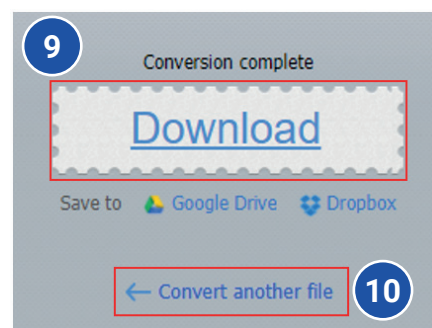 9
Conversion complete
Download
Save to Google Drive Dropbox
← Convert another file
10